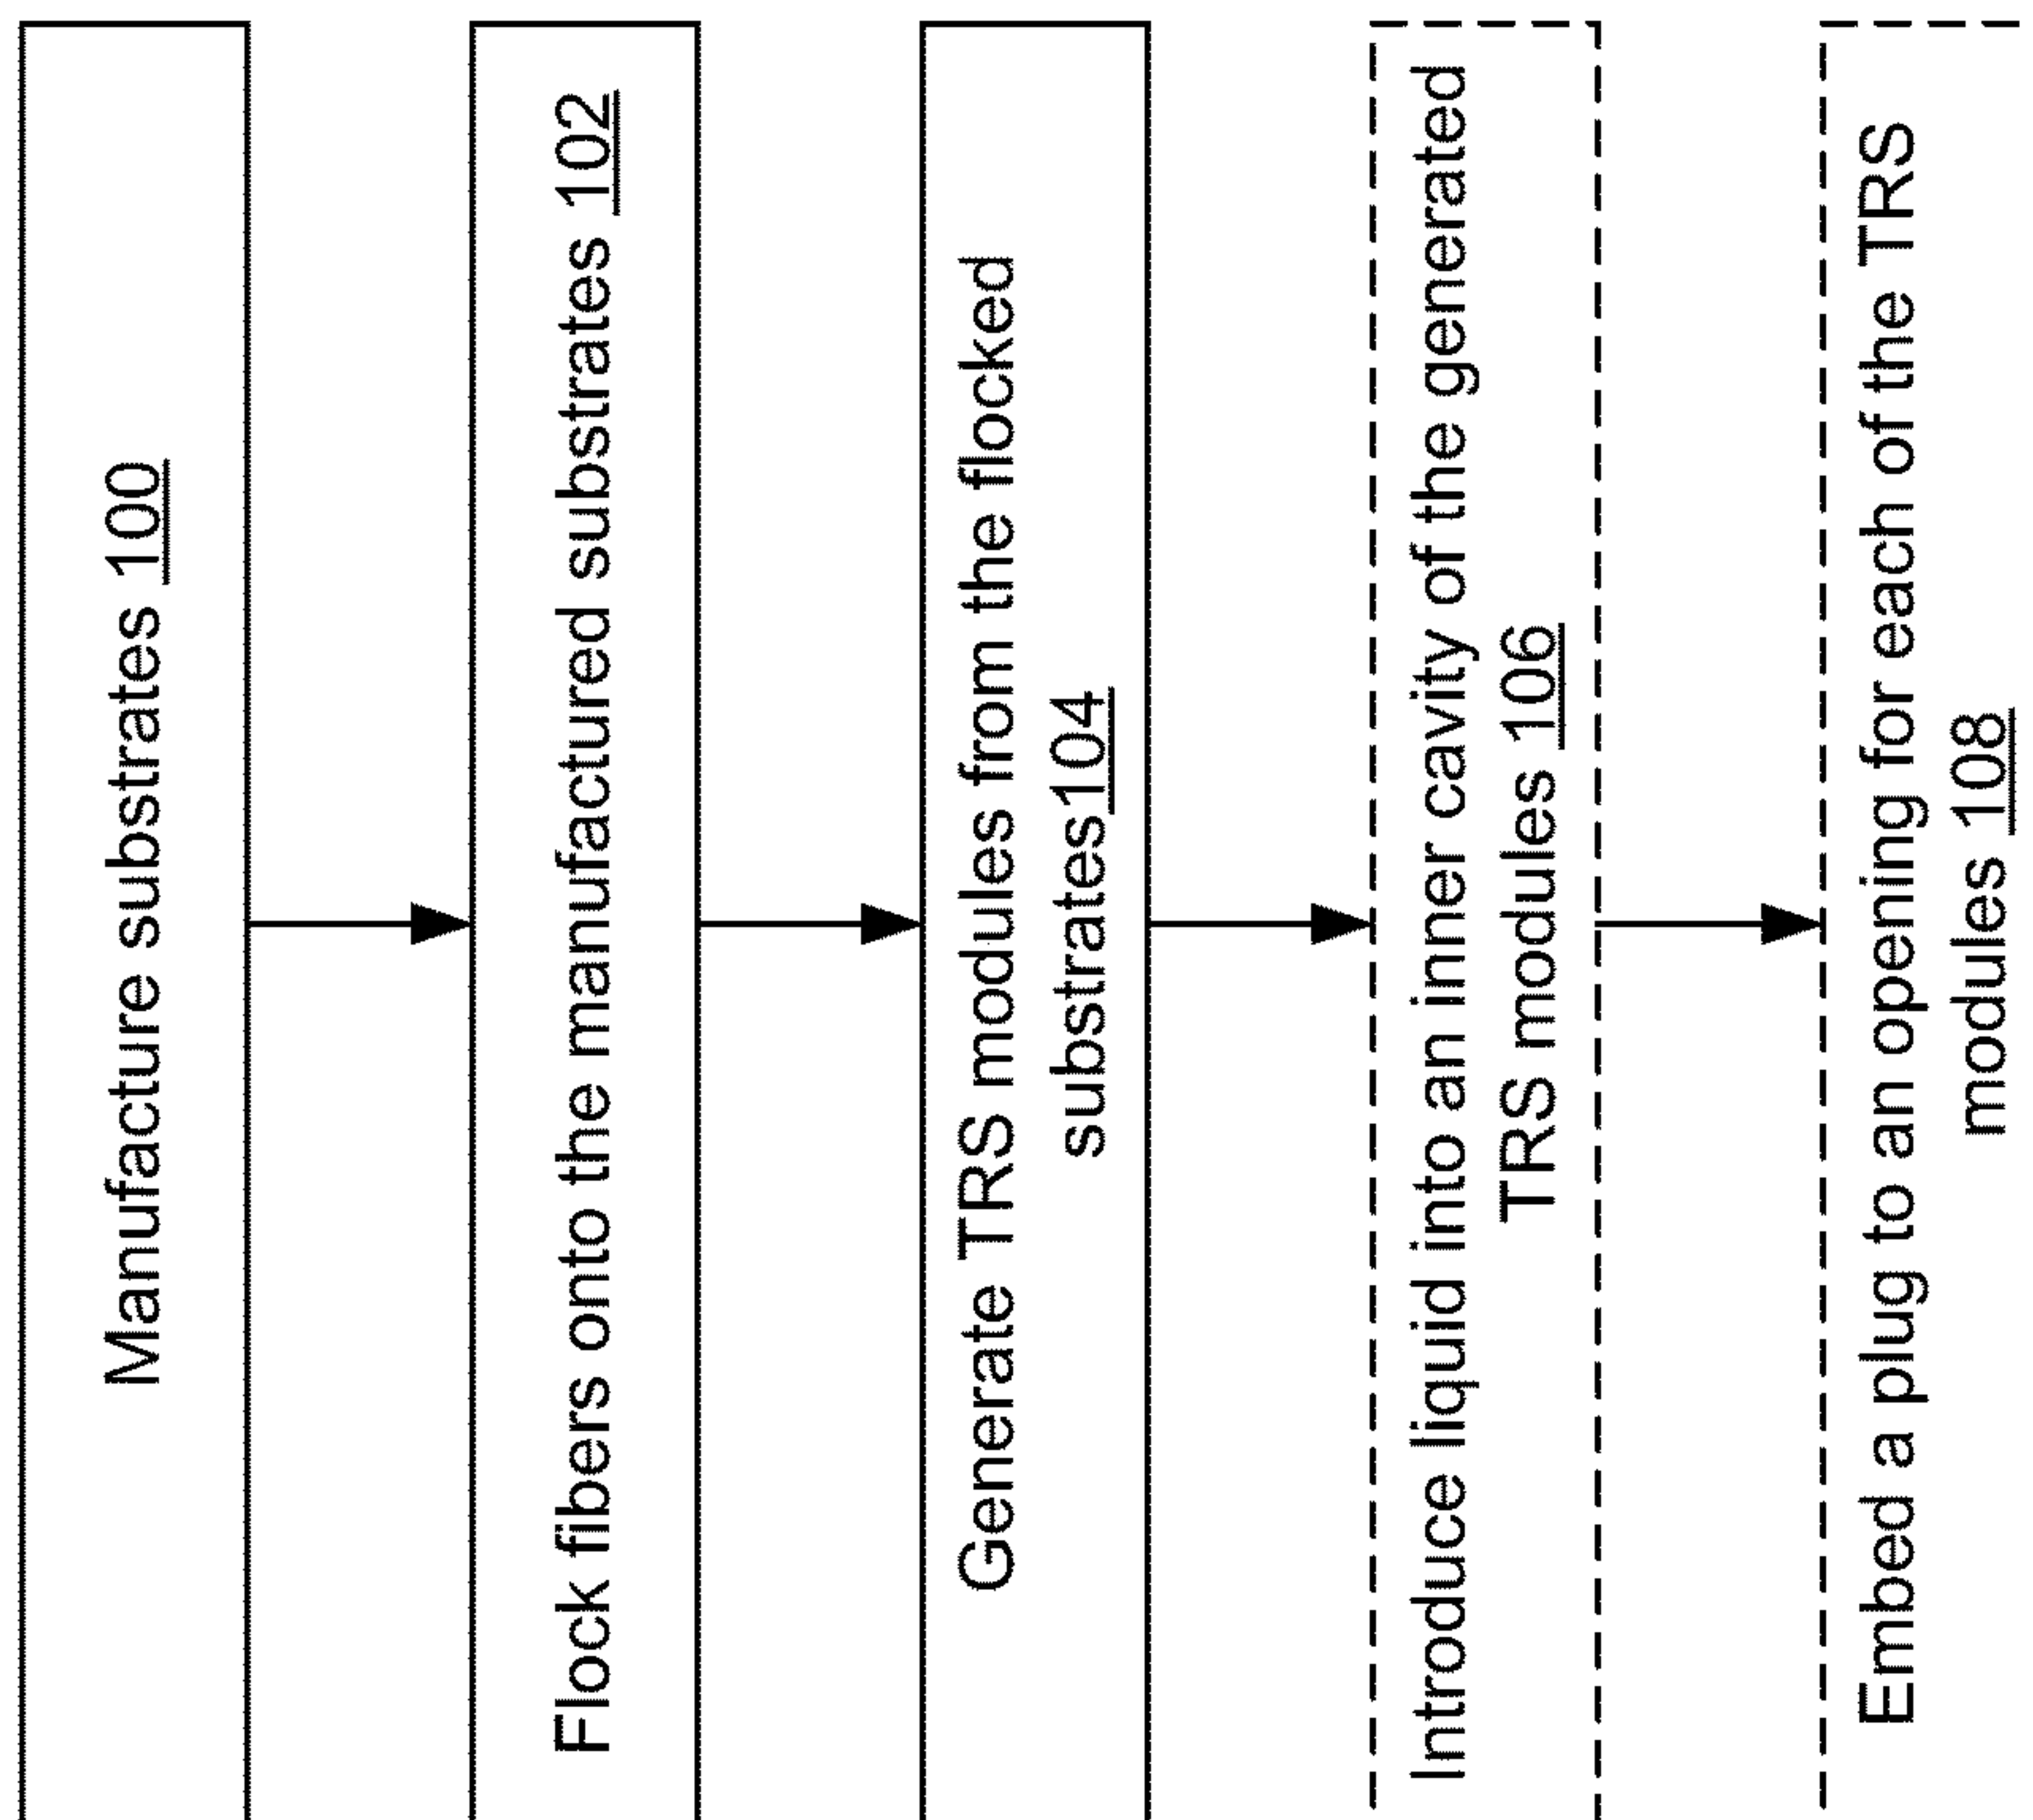 Manufacture substrates 100
Flock fibers onto the manufactured substrates 102
Generate TRS modules from the flocked
substrates104
Introduce liquid into an inner cavity of the generated
TRS modules 106
Embed a plug to an opening for each of the TRS
modules 108